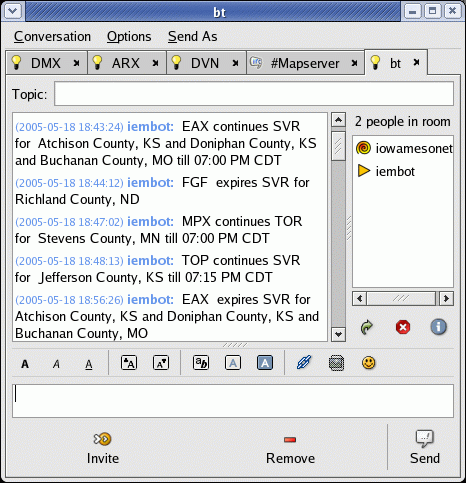 bt
Conversation Options Send As
DMX ARX DVN #Mapserver bt
Topic:
2 people in room
iowamesonet
iembot
(2005-05-18 18:43:24) iembot: EAX continues SVR
for Atchison County, KS and Doniphan County, KS
and Buchanan County, MO till 07:00 PM CDT
(2005-05-18 18:44:12) iembot: FGF expires SVR for
Richland County, ND
(2005-05-18 18:47:02) iembot: MPX continues TOR
for Stevens County, MN till 07:00 PM CDT
(2005-05-18 18:48:13) iembot: TOP continues SVR
for Jefferson County, KS till 07:15 PM CDT
(2005-05-18 18:56:26) iembot: EAX expires SVR for
Atchison County, KS and Doniphan County, KS and
Buchanan County, MO
A A A A A ab A A
Invite Remove Send